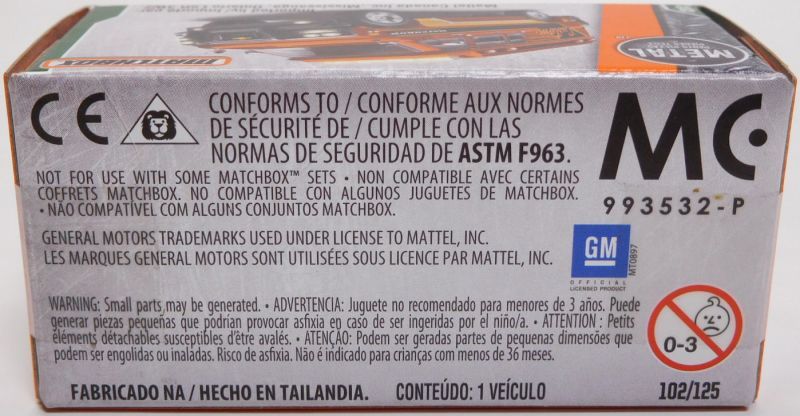 MATCHBOX
METAL
CE
CONFORMS TO / CONFORME AUX NORMES
DE SÉCURITÉ DE / CUMPLE CON LAS
NORMAS DE SEGURIDAD DE ASTM F963.
MC
993532-P
NOT FOR USE WITH SOME MATCHBOX™ SETS • NON COMPATIBLE AVEC CERTAINS
COFFRETS MATCHBOX. NO COMPATIBLE CON ALGUNOS JUGUETES DE MATCHBOX.
• NÃO COMPATÍVEL COM ALGUNS CONJUNTOS MATCHBOX.
GENERAL MOTORS TRADEMARKS USED UNDER LICENSE TO MATTEL, INC.
LES MARQUES GENERAL MOTORS SONT UTILISÉES SOUS LICENCE PAR MATTEL, INC.
GM
OFFICIAL
LICENSED PRODUCT
MT0897
WARNING: Small parts may be generated. • ADVERTENCIA: Juguete no recomendado para menores de 3 años. Puede
generar piezas pequeñas que podrían provocar asfixia en caso de ser ingeridas por el niño/a. • ATTENTION : Petits
éléments détachables susceptibles d'être avalés. • ATENÇÃO: Podem ser geradas partes de pequenas dimensões que
podem ser engolidas ou inaladas. Risco de asfixia. Não é indicado para crianças com menos de 36 meses.
0-3
FABRICADO NA / HECHO EN TAILANDIA. CONTEÚDO: 1 VEÍCULO
102/125